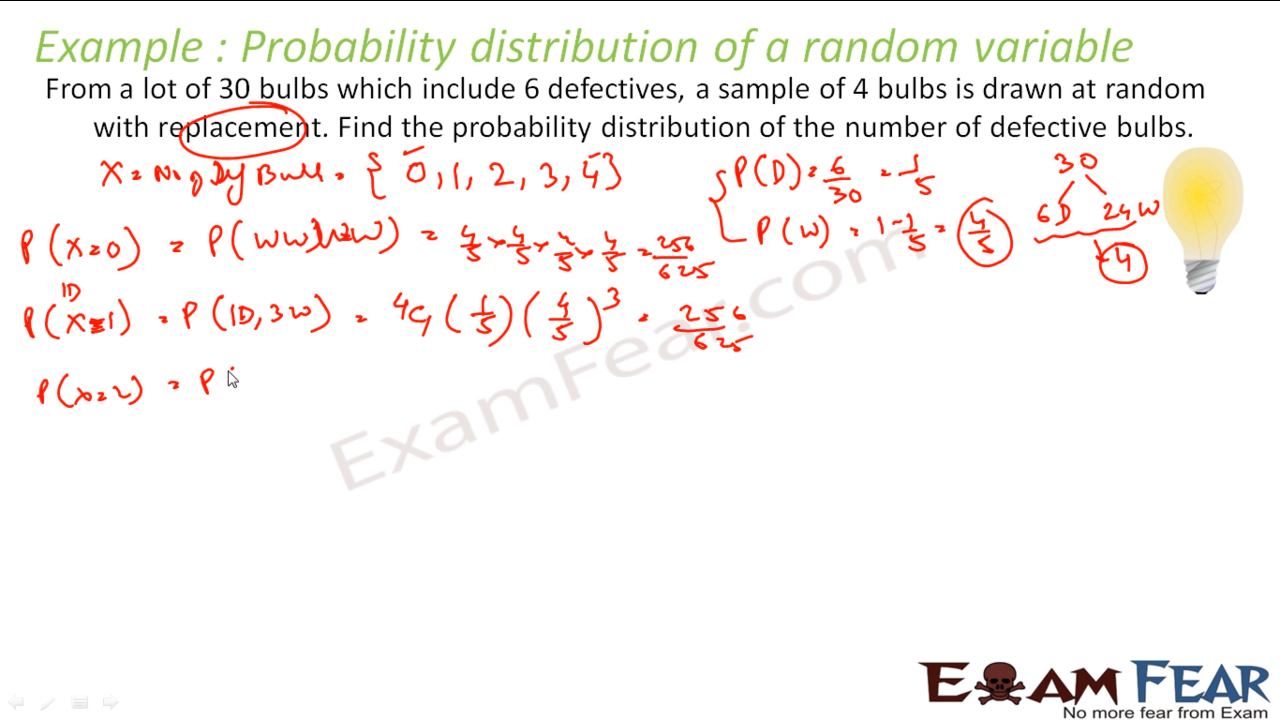 Example : Probability distribution of a random variable
From a lot of 30 bulbs which include 6 defectives, a sample of 4 bulbs is drawn at random
with replacement. Find the probability distribution of the number of defective bulbs.
X = No of Def Bulb = { 0, 1, 2, 3, 4 }
P(D) = 6/30 = 1/5
P(W) = 1 - 1/5 = 4/5
30
6D 24W
4
P(X=0) = P(WWWW) = 4/5 × 4/5 × 4/5 × 4/5 = 256/625
1D
P(X=1) = P(1D, 3W) = 4C1 (1/5) (4/5)^3 = 256/625
P(X=2) = P
ExamFear.com
EXAM FEAR
No more fear from Exam